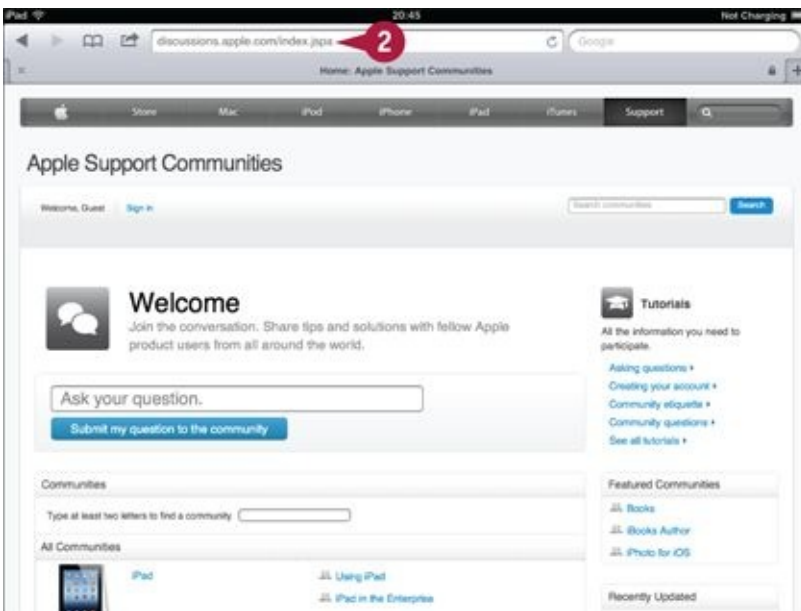 iPad 20:45 Not Charging
discussions.apple.com/index.jspa 2 Google
Home: Apple Support Communities
Store Mac iPod iPhone iPad iTunes Support
Apple Support Communities
Welcome, Guest Sign in Search communities Search
Welcome
Join the conversation. Share tips and solutions with fellow Apple
product users from all around the world.
Ask your question.
Submit my question to the community
Tutorials
All the information you need to
participate.
Asking questions
Creating your account
Community etiquette
Community questions
See all tutorials
Communities
Type at least two letters to find a community
All Communities
iPad Using iPad
iPad in the Enterprise
Featured Communities
Books
iBooks Author
iPhoto for iOS
Recently Updated